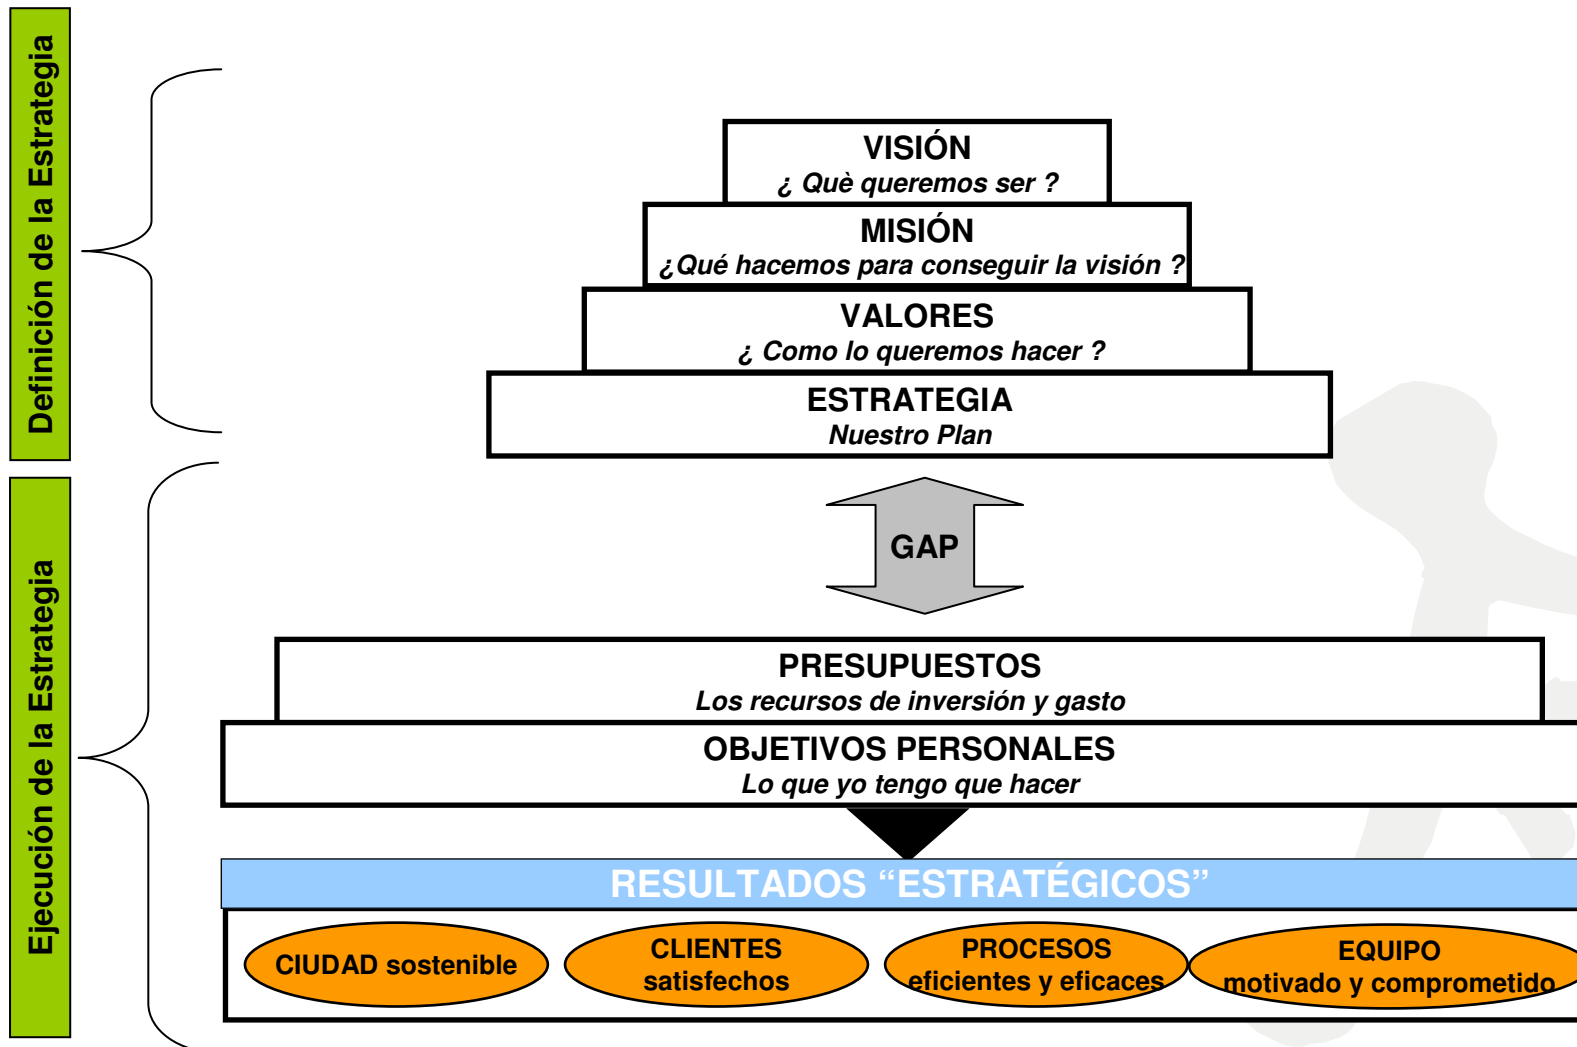 Definición de la Estrategia
VISIÓN
¿ Què queremos ser ?
MISIÓN
¿Qué hacemos para conseguir la visión ?
VALORES
¿ Como lo queremos hacer ?
ESTRATEGIA
Nuestro Plan
GAP
Ejecución de la Estrategia
PRESUPUESTOS
Los recursos de inversión y gasto
OBJETIVOS PERSONALES
Lo que yo tengo que hacer
RESULTADOS “ESTRATÉGICOS”
CIUDAD sostenible
CLIENTES
satisfechos
PROCESOS
eficientes y eficaces
EQUIPO
motivado y comprometido